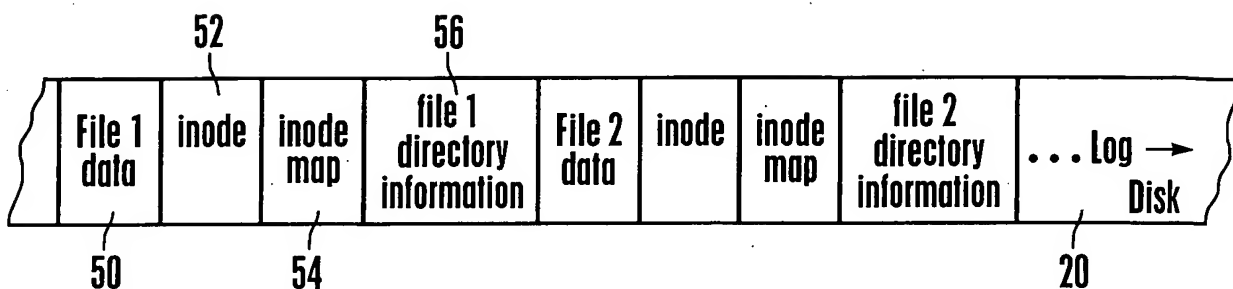 52
56
File 1
data
inode
inode
map
file 1
directory
information
File 2
data
inode
inode
map
file 2
directory
information
...Log →
Disk
50
54
20